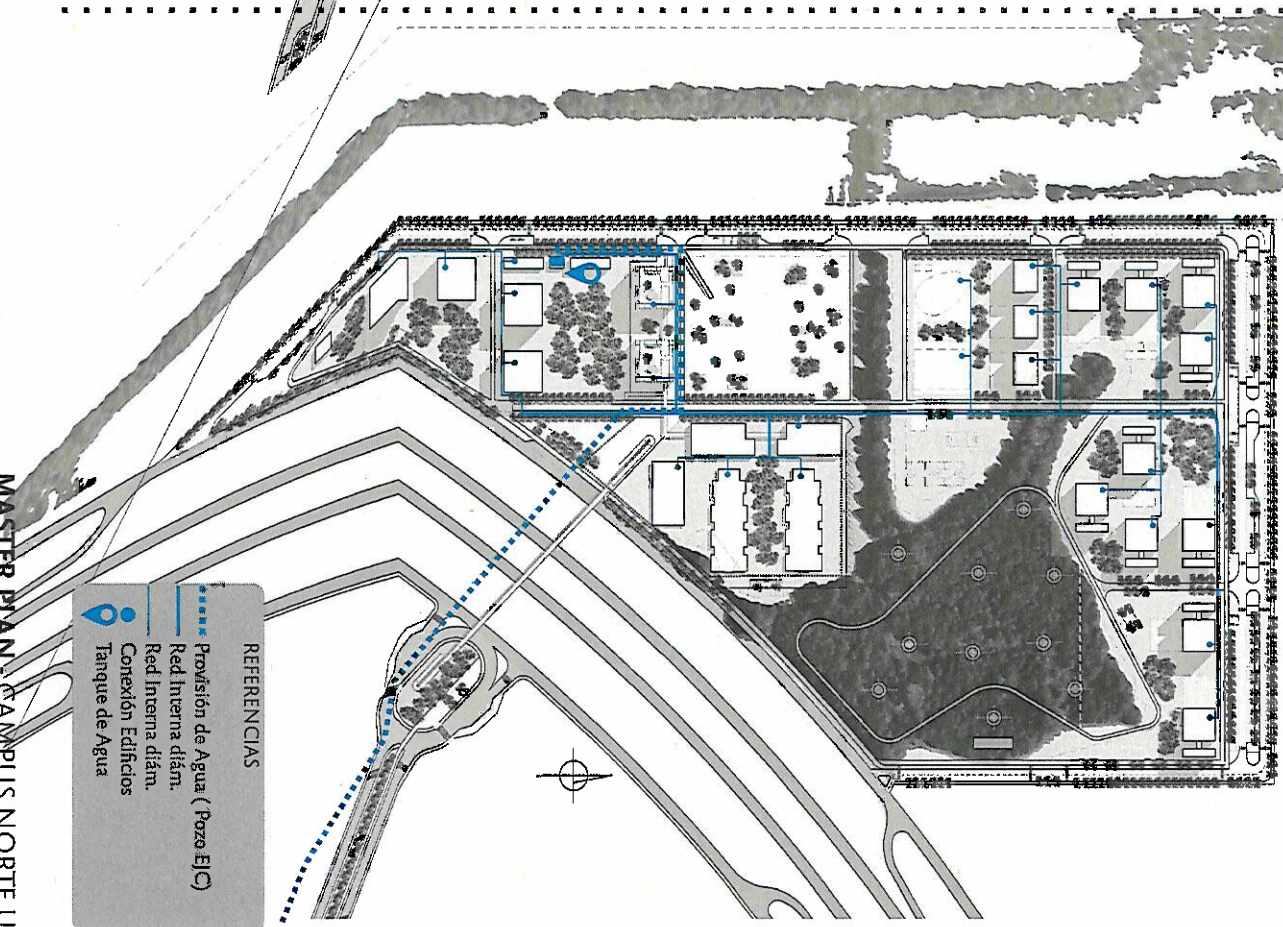 REFERENCIAS
Provisión de Agua ( Pozo EJC)
Red Interna diám.
Red Interna diám.
Conexión Edificios
Tanque de Agua
MASTER PLAN - CAMPUS NORTE